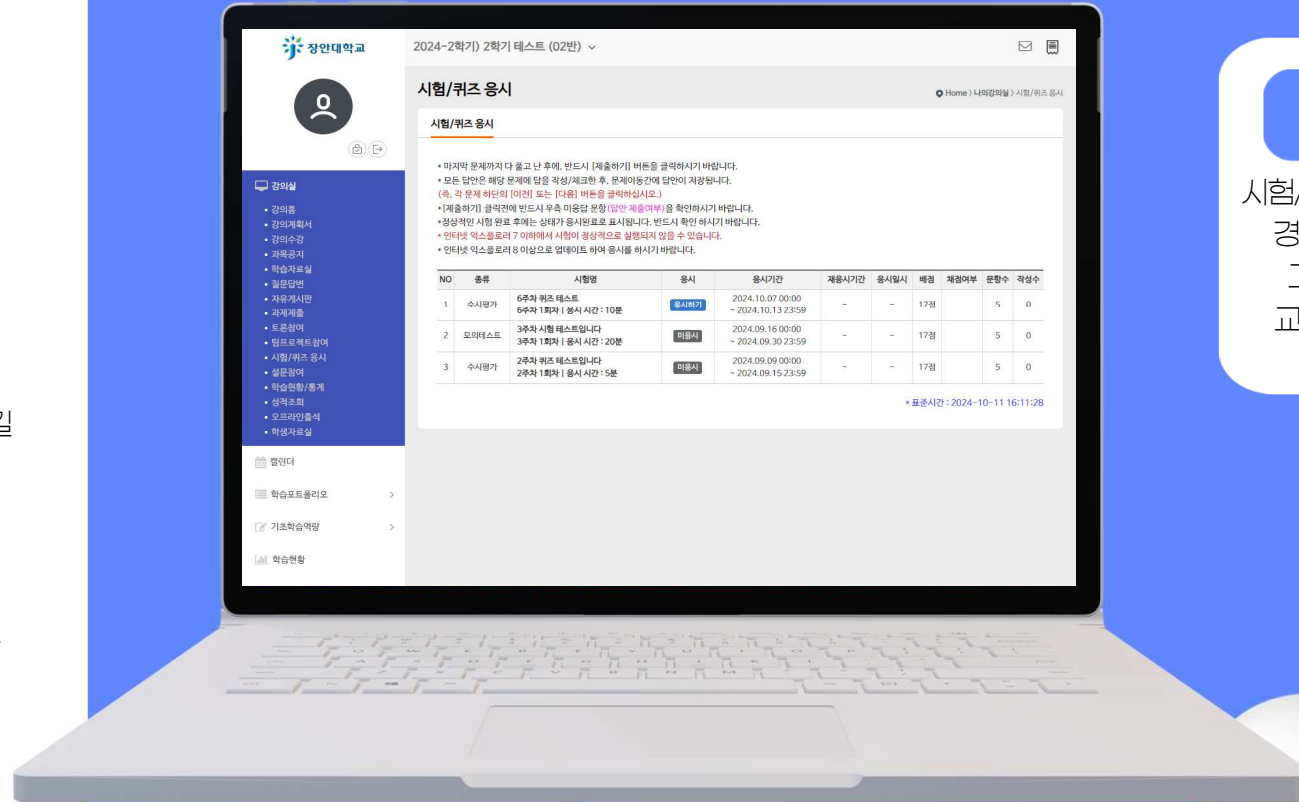 장안대학교
2024-2학기) 2학기 테스트 (02반)
시험/퀴즈 응시
Home > 나의강의실 > 시험/퀴즈 응시
시험/퀴즈 응시
• 마지막 문제까지 다 풀고 난 후에, 반드시 [제출하기] 버튼을 클릭하시기 바랍니다.
• 모든 답안은 해당 문제에 답을 작성/체크한 후, 문제이동간에 답안이 저장됩니다.
(즉, 각 문제 하단의 [이전] 또는 [다음] 버튼을 클릭하십시오.)
•[제출하기] 클릭전에 반드시 우측 미응답 문항(답안 제출여부)을 확인하시기 바랍니다.
•정상적인 시험 완료 후에는 상태가 응시완료로 표시됩니다. 반드시 확인 하시기 바랍니다.
• 인터넷 익스플로러 7 이하에서 시험이 정상적으로 실행되지 않을 수 있습니다.
• 인터넷 익스플로러 8 이상으로 업데이트 하여 응시를 하시기 바랍니다.
NO 종류 시험명 응시 응시기간 재응시기간 응시일시 배점 채점여부 문항수 작성수
1 수시평가 6주차 퀴즈 테스트 응시하기 2024.10.07 00:00 - - 17점 5 0
6주차 1회차 | 응시 시간 : 10분 ~ 2024.10.13 23:59
2 모의테스트 3주차 시험 테스트입니다 미응시 2024.09.16 00:00 - - 17점 5 0
3주차 1회차 | 응시 시간 : 20분 ~ 2024.09.30 23:59
3 수시평가 2주차 퀴즈 테스트입니다 미응시 2024.09.09 00:00 - - 17점 5 0
2주차 1회차 | 응시 시간 : 5분 ~ 2024.09.15 23:59
• 표준시간 : 2024-10-11 16:11:28
강의실
• 강의홈
• 강의계획서
• 강의수강
• 과목공지
• 학습자료실
• 질문답변
• 자유게시판
• 과제제출
• 토론참여
• 팀프로젝트참여
• 시험/퀴즈 응시
• 설문참여
• 학습현황/통계
• 성적조회
• 오프라인출석
• 학생자료실
캘린더
학습포트폴리오
기초학습역량
학습현황
시험/
경
교